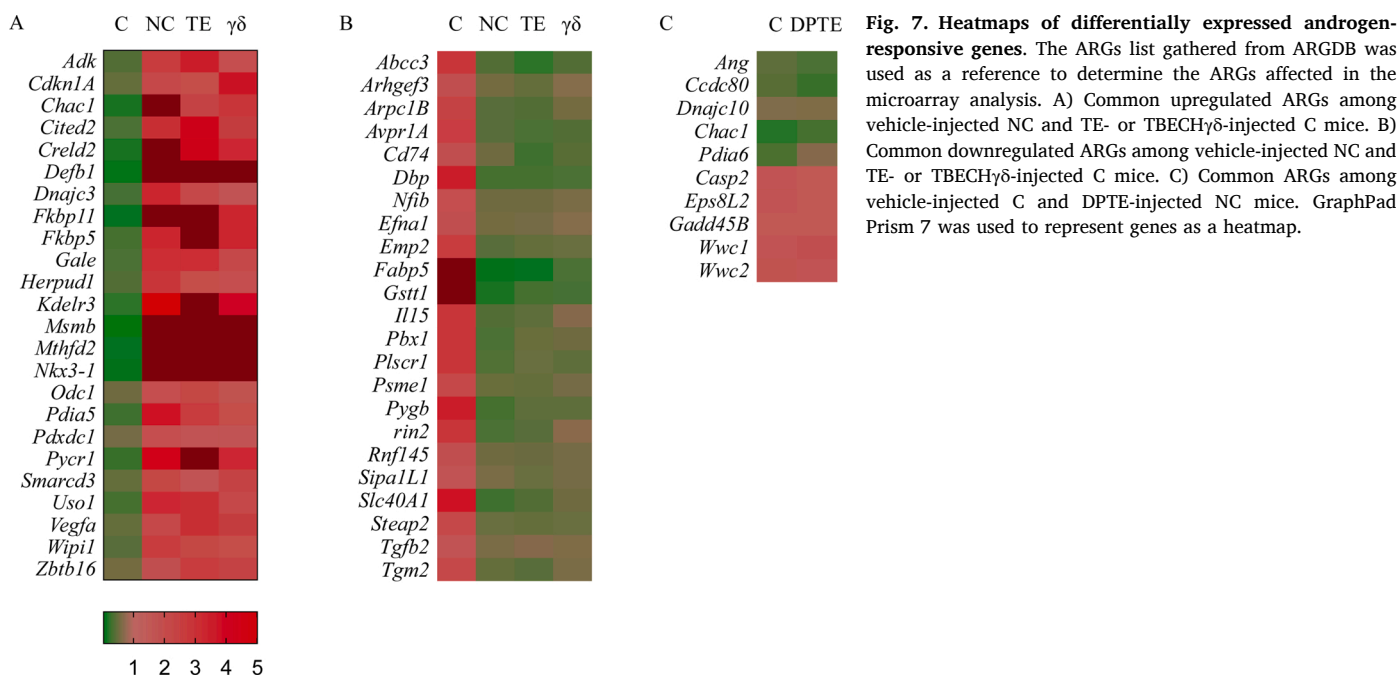 A
C NC TE γδ
Adk
Cdkn1A
Chac1
Cited2
Creld2
Defb1
Dnajc3
Fkbp11
Fkbp5
Gale
Herpud1
Kdelr3
Msmb
Mthfd2
Nkx3-1
Odc1
Pdia5
Pdxdc1
Pycr1
Smarcd3
Uso1
Vegfa
Wipi1
Zbtb16
1 2 3 4 5
B
C NC TE γδ
Abcc3
Arhgef3
Arpc1B
Avpr1A
Cd74
Dbp
Nfib
Efna1
Emp2
Fabp5
Gstt1
Il15
Pbx1
Plscr1
Psme1
Pygb
rin2
Rnf145
Sipa1L1
Slc40A1
Steap2
Tgfb2
Tgm2
C
C DPTE
Ang
Ccdc80
Dnajc10
Chac1
Pdia6
Casp2
Eps8L2
Gadd45B
Wwc1
Wwc2
Fig. 7. Heatmaps of differentially expressed androgen-
responsive genes. The ARGs list gathered from ARGDB was
used as a reference to determine the ARGs affected in the
microarray analysis. A) Common upregulated ARGs among
vehicle-injected NC and TE- or TBECHγδ-injected C mice. B)
Common downregulated ARGs among vehicle-injected NC and
TE- or TBECHγδ-injected C mice. C) Common ARGs among
vehicle-injected C and DPTE-injected NC mice. GraphPad
Prism 7 was used to represent genes as a heatmap.